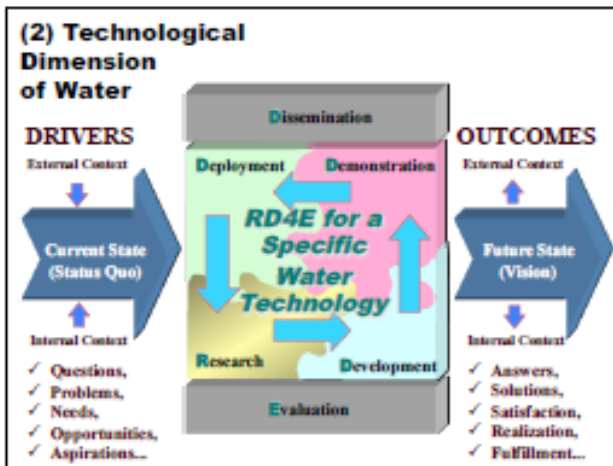 (2) Technological
Dimension
of Water
Dissemination
DRIVERS
External Context
Current State
(Status Quo)
Internal Context
✓ Questions,
✓ Problems,
✓ Needs,
✓ Opportunities,
✓ Aspirations...
Deployment
Demonstration
RD4E for a
Specific
Water
Technology
Research
Development
Evaluation
OUTCOMES
External Context
Future State
(Vision)
Internal Context
✓ Answers,
✓ Solutions,
✓ Satisfaction,
✓ Realization,
✓ Fulfillment...